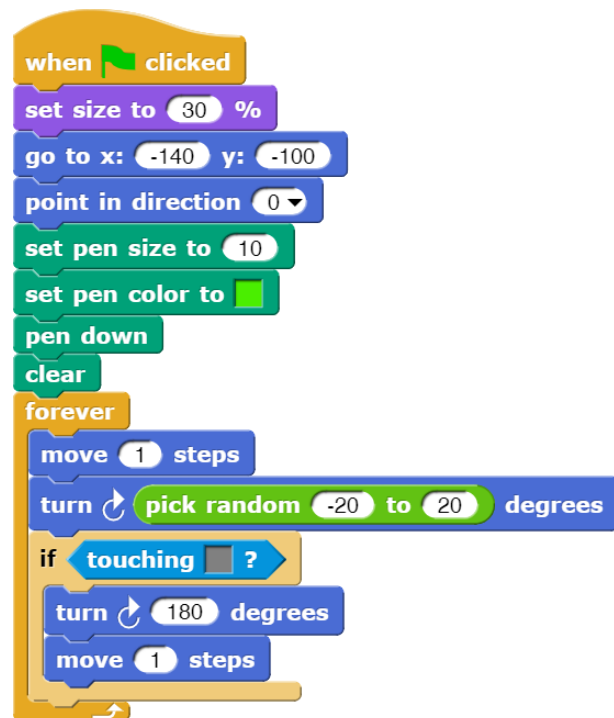 when clicked
set size to 30 %
go to x: -140 y: -100
point in direction 0
set pen size to 10
set pen color to
pen down
clear
forever
move 1 steps
turn pick random -20 to 20 degrees
if touching ?
turn 180 degrees
move 1 steps